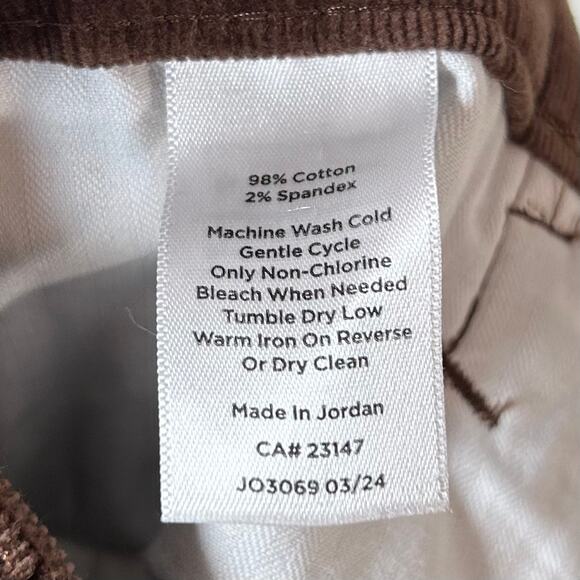 98% Cotton
2% Spandex
Machine Wash Cold
Gentle Cycle
Only Non-Chlorine
Bleach When Needed
Tumble Dry Low
Warm Iron On Reverse
Or Dry Clean
Made In Jordan
CA# 23147
JO3069 03/24